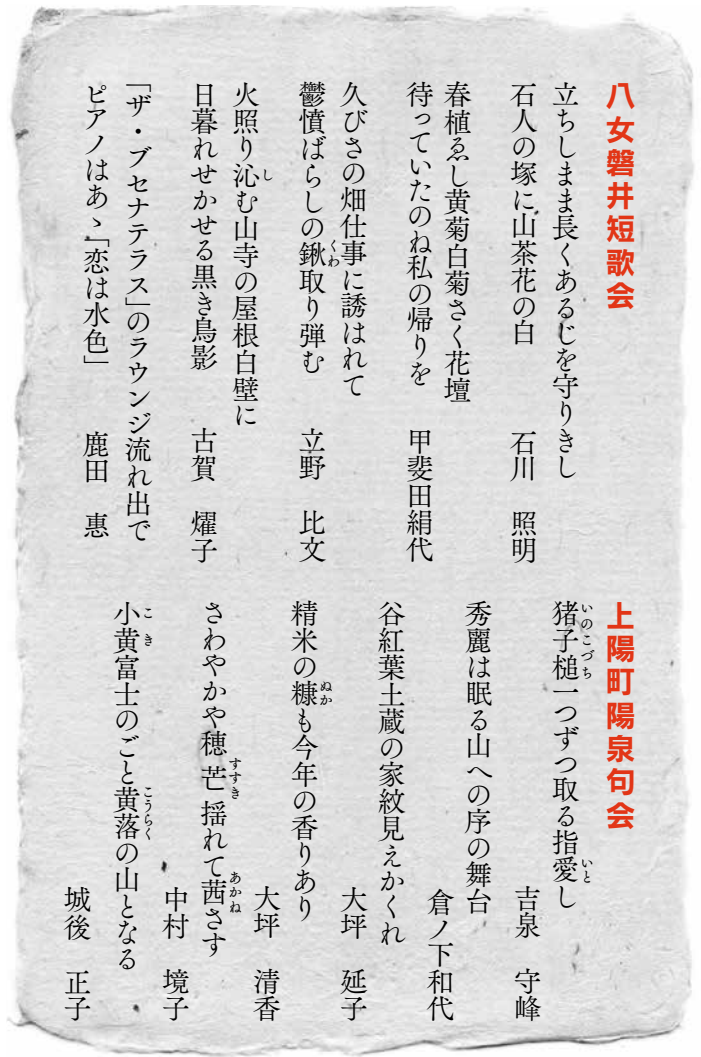 八女磐井短歌会
立ちしまま長くあるじを守りきし
石人の塚に山茶花の白　石川　照明
春植ゑし黄菊白菊さく花壇
待っていたのね私の帰りを　甲斐田絹代
久びさの畑仕事に誘はれて
鬱憤ばらしの鍬取り弾む　立野　比文
火照り沁む山寺の屋根白壁に
日暮れせかせる黒き鳥影　古賀　燿子
「ザ・ブセナテラス」のラウンジ流れ出で
ピアノはあゝ「恋は水色」　鹿田　惠
上陽町陽泉句会
猪子槌一つずつ取る指愛し
吉泉　守峰
秀麗は眠る山への序の舞台
倉ノ下和代
谷紅葉土蔵の家紋見えかくれ
大坪　延子
精米の糠も今年の香りあり
大坪　清香
さわやかや穂芒揺れて茜さす
中村　境子
小黄富士のごと黄落の山となる
城後　正子